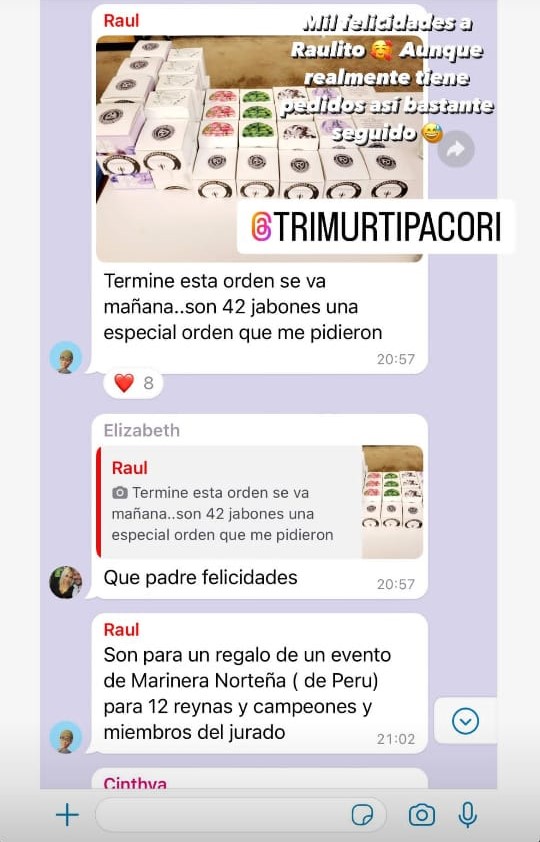 Raul
Mil felicidades a
Raulito 🥰 Aunque
realmente tiene
pedidos así bastante
seguido 😅
@TRIMURTIPACORI
Termine esta orden se va
mañana..son 42 jabones una
especial orden que me pidieron
20:57
❤️ 8
Elizabeth
Raul
📷 Termine esta orden se va
mañana..son 42 jabones una
especial orden que me pidieron
Que padre felicidades
20:57
Raul
Son para un regalo de un evento
de Marinera Norteña ( de Peru)
para 12 reynas y campeones y
miembros del jurado
21:02
Cinthya